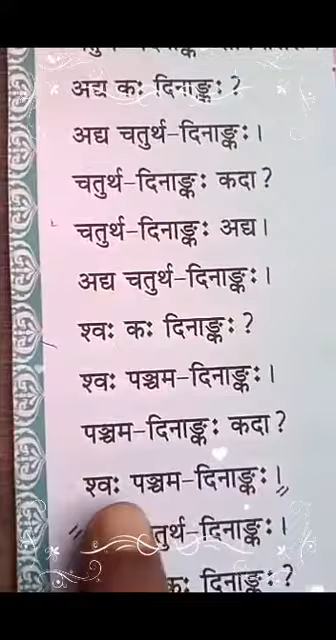 अद्य कः दिनाङ्कः ?
अद्य चतुर्थ-दिनाङ्कः ।
चतुर्थ-दिनाङ्कः कदा ?
चतुर्थ-दिनाङ्कः अद्य ।
अद्य चतुर्थ-दिनाङ्कः ।
श्वः कः दिनाङ्कः ?
श्वः पञ्चम-दिनाङ्कः ।
पञ्चम-दिनाङ्कः कदा ?
श्वः पञ्चम-दिनाङ्कः ।
तुर्थ-दिनाङ्कः ।
कः दिनाङ्कः ?